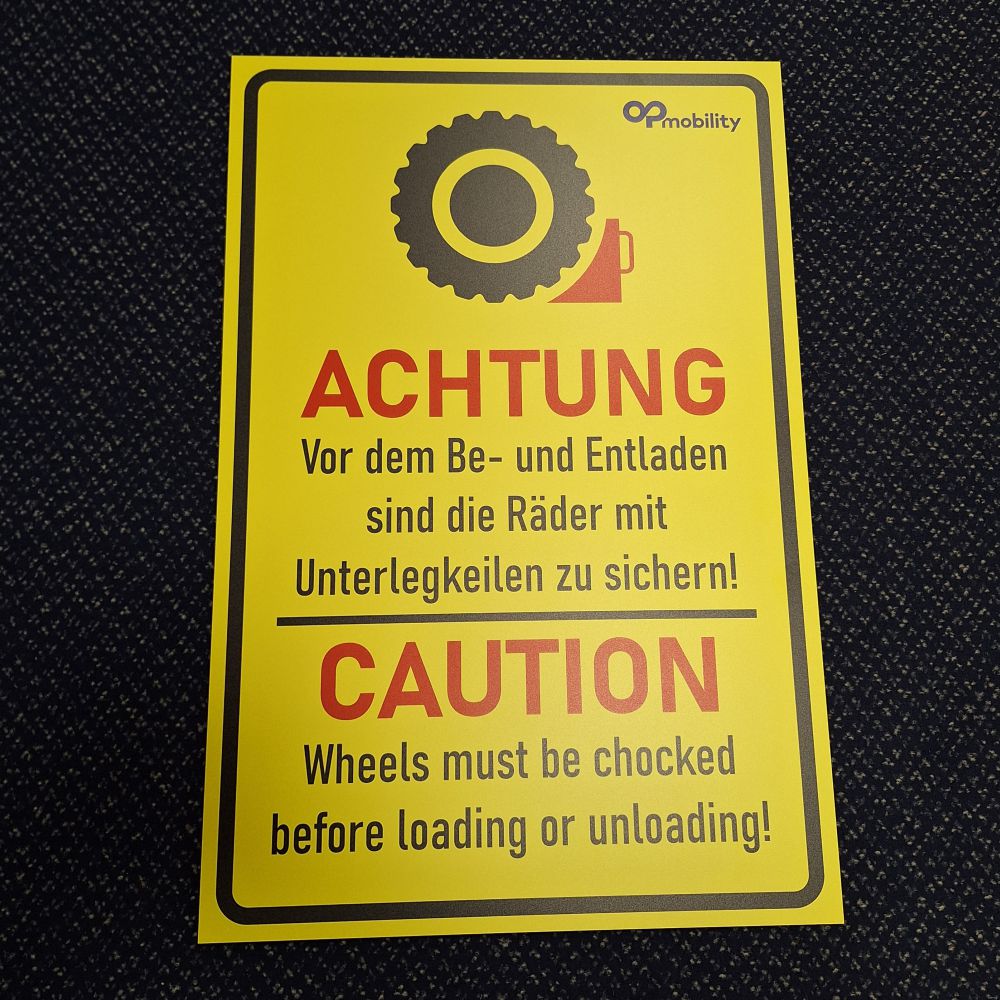 OPmobility
ACHTUNG
Vor dem Be- und Entladen
sind die Räder mit
Unterlegkeilen zu sichern!
CAUTION
Wheels must be chocked
before loading or unloading!